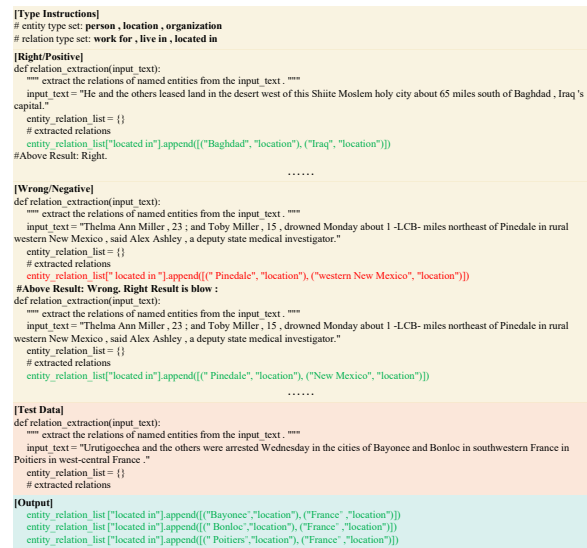 [Type Instructions]
# entity type set: person , location , organization
# relation type set: work for , live in , located in
[Right/Positive]
def relation_extraction(input_text):
""" extract the relations of named entities from the input_text . """
input_text = "He and the others leased land in the desert west of this Shiite Moslem holy city about 65 miles south of Baghdad , Iraq 's
capital."
entity_relation_list = {}
# extracted relations
entity_relation_list["located in"].append([("Baghdad", "location"), ("Iraq", "location")])
#Above Result: Right.
......
[Wrong/Negative]
def relation_extraction(input_text):
""" extract the relations of named entities from the input_text . """
input_text = "Thelma Ann Miller , 23 ; and Toby Miller , 15 , drowned Monday about 1 -LCB- miles northeast of Pinedale in rural
western New Mexico , said Alex Ashley , a deputy state medical investigator."
entity_relation_list = {}
# extracted relations
entity_relation_list[" located in "].append([(" Pinedale", "location"), ("western New Mexico", "location")])
#Above Result: Wrong. Right Result is blow :
def relation_extraction(input_text):
""" extract the relations of named entities from the input_text . """
input_text = "Thelma Ann Miller , 23 ; and Toby Miller , 15 , drowned Monday about 1 -LCB- miles northeast of Pinedale in rural
western New Mexico , said Alex Ashley , a deputy state medical investigator."
entity_relation_list = {}
# extracted relations
entity_relation_list["located in"].append([(" Pinedale", "location"), ("New Mexico", "location")])
......
[Test Data]
def relation_extraction(input_text):
""" extract the relations of named entities from the input_text . """
input_text = "Urutigoechea and the others were arrested Wednesday in the cities of Bayonee and Bonloc in southwestern France in
Poitiers in west-central France ."
entity_relation_list = {}
# extracted relations
[Output]
entity_relation_list ["located in"].append([("Bayonee","location"), ("France" ,"location")])
entity_relation_list ["located in"].append([(" Bonloc","location"), ("France" ,"location")])
entity_relation_list ["located in"].append([(" Poitiers","location"), ("France" ,"location")])